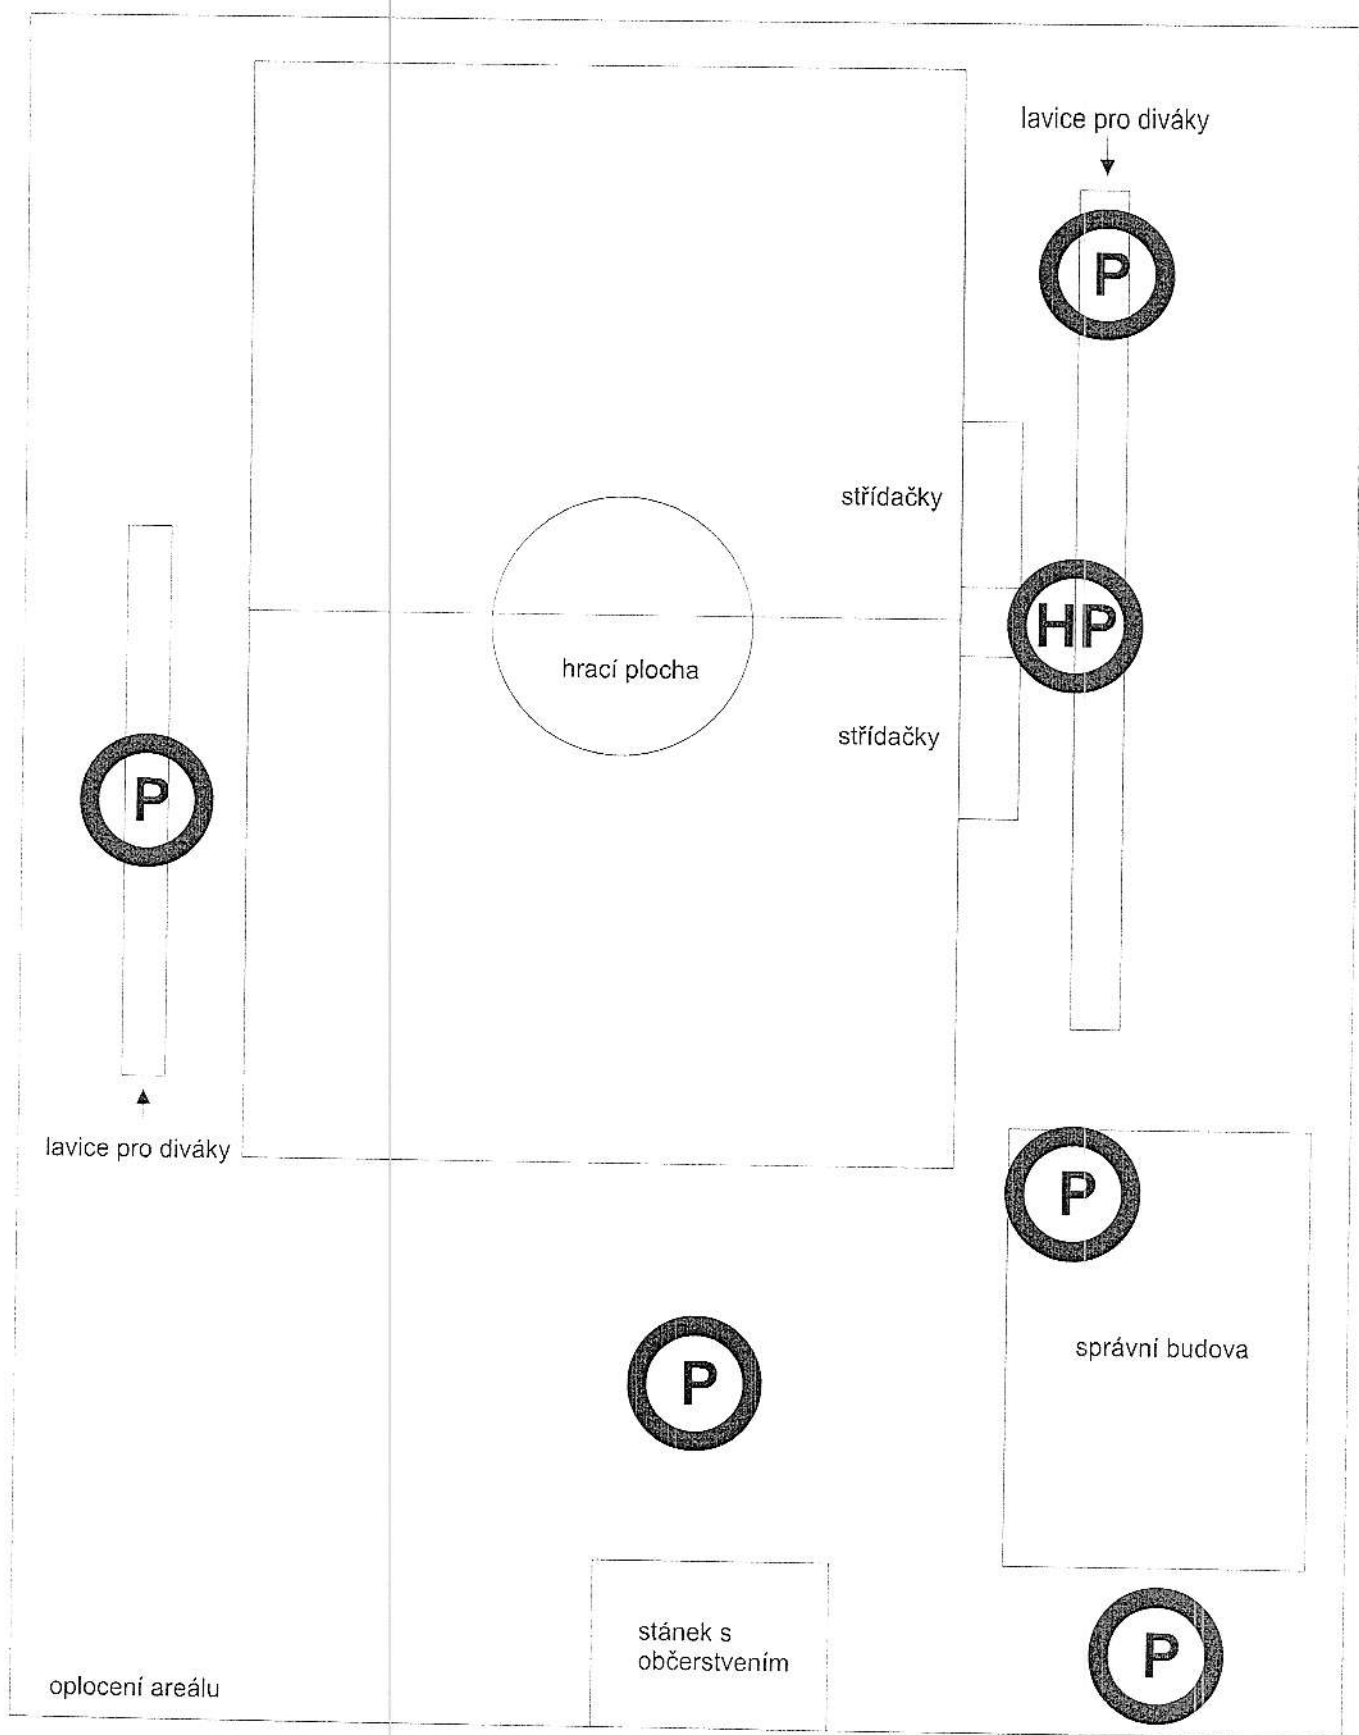 lavice pro diváky
P
střídačky
HP
hrací plocha
střídačky
P
lavice pro diváky
P
správní budova
P
stánek s
občerstvením
P
oplocení areálu